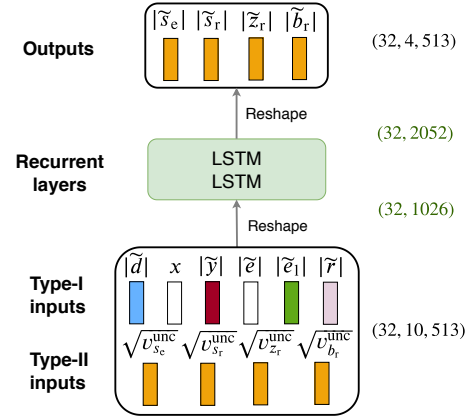 |s̃ₑ| |s̃ᵣ| |z̃ᵣ| |b̃ᵣ|
Outputs
(32, 4, 513)
Reshape
(32, 2052)
LSTM
Recurrent
LSTM
layers
(32, 1026)
Reshape
|d̃| x |ỹ| |ẽ| |ẽ₁| |r̃|
Type-I
inputs
(32, 10, 513)
√v_{s_e}^{unc} √v_{s_r}^{unc} √v_{z_r}^{unc} √v_{b_r}^{unc}
Type-II
inputs